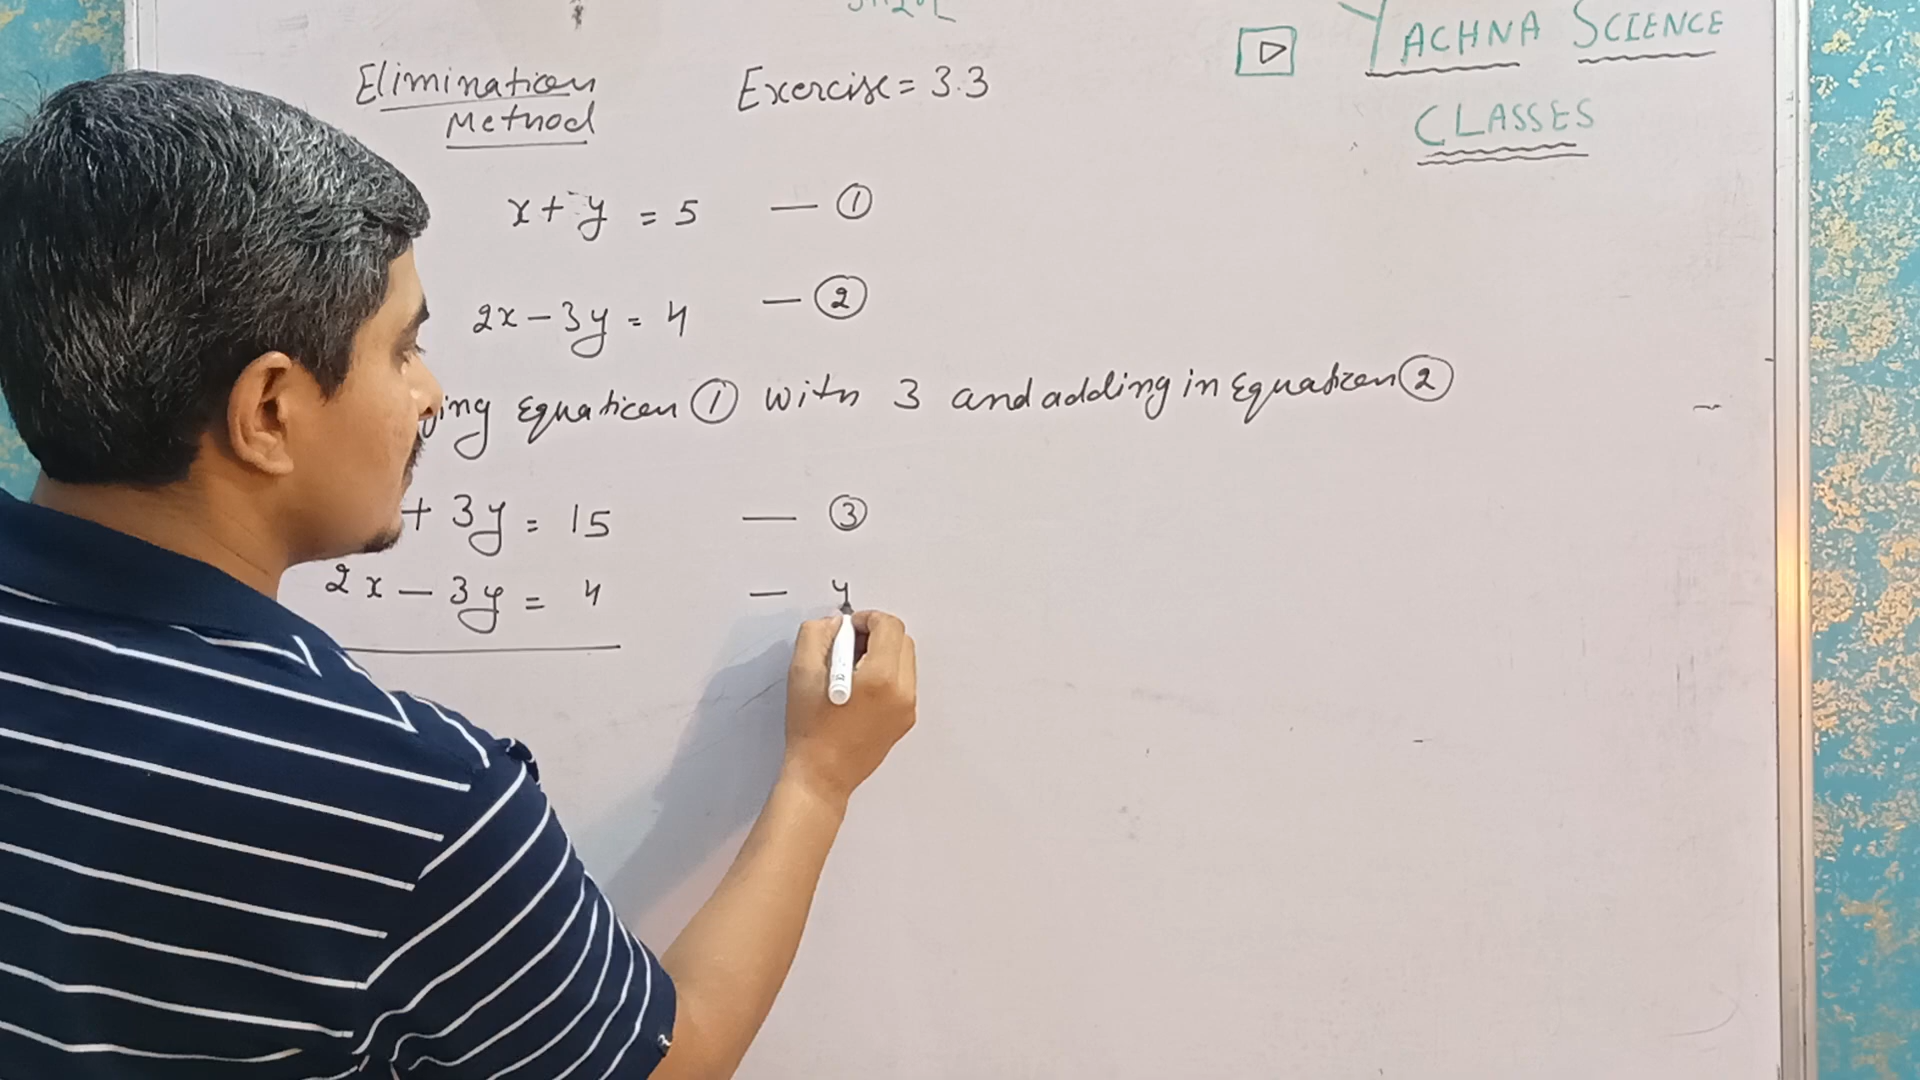 YACHNA SCIENCE
CLASSES
Elimination Exercise = 3.3
Method
x + y = 5 — ①
2x - 3y = 4 — ②
ying equation ① with 3 and adding in equation ②
+ 3y = 15 — ③
2x - 3y = 4 — 4